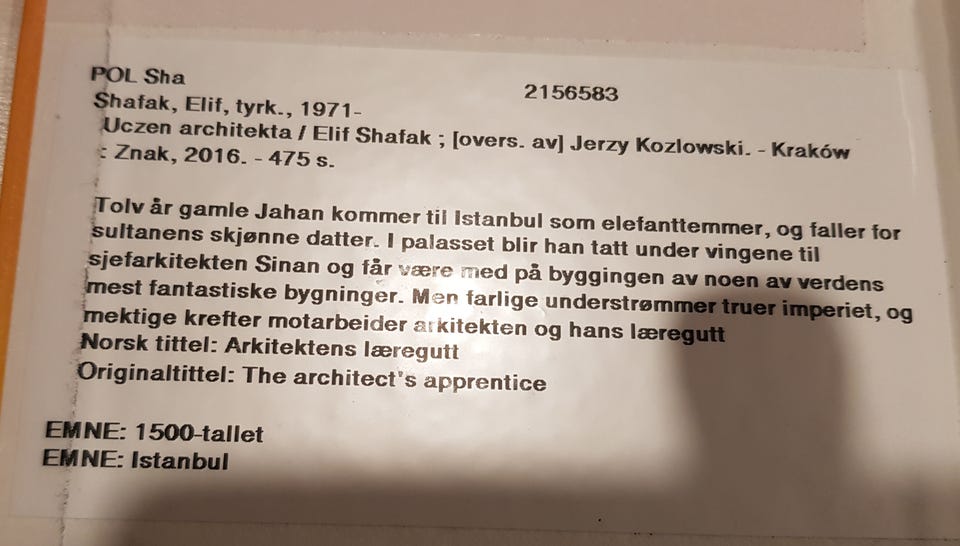 POL Sha
2156583
Shafak, Elif, tyrk., 1971-
Uczen architekta / Elif Shafak ; [overs. av] Jerzy Kozlowski. - Kraków
: Znak, 2016. - 475 s.
Tolv år gamle Jahan kommer til Istanbul som elefanttemmer, og faller for
sultanens skjønne datter. I palasset blir han tatt under vingene til
sjefarkitekten Sinan og får være med på byggingen av noen av verdens
mest fantastiske bygninger. Men farlige understrømmer truer imperiet, og
mektige krefter motarbeider arkitekten og hans læregutt
Norsk tittel: Arkitektens læregutt
Originaltittel: The architect's apprentice
EMNE: 1500-tallet
EMNE: Istanbul